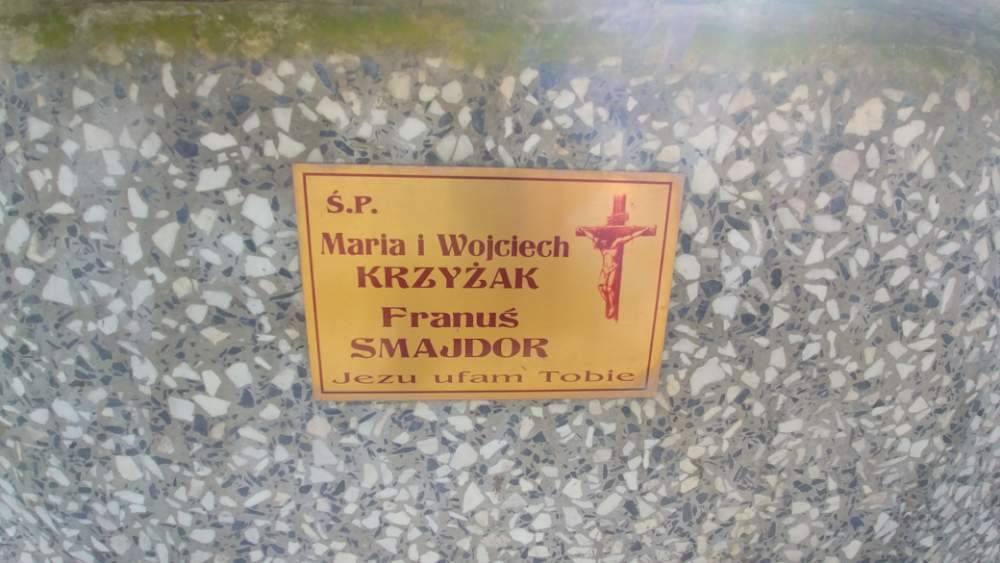 Ś.P.
Maria i Wojciech
KRZYŻAK
Franuś
SMAJDOR
Jezu ufam Tobie